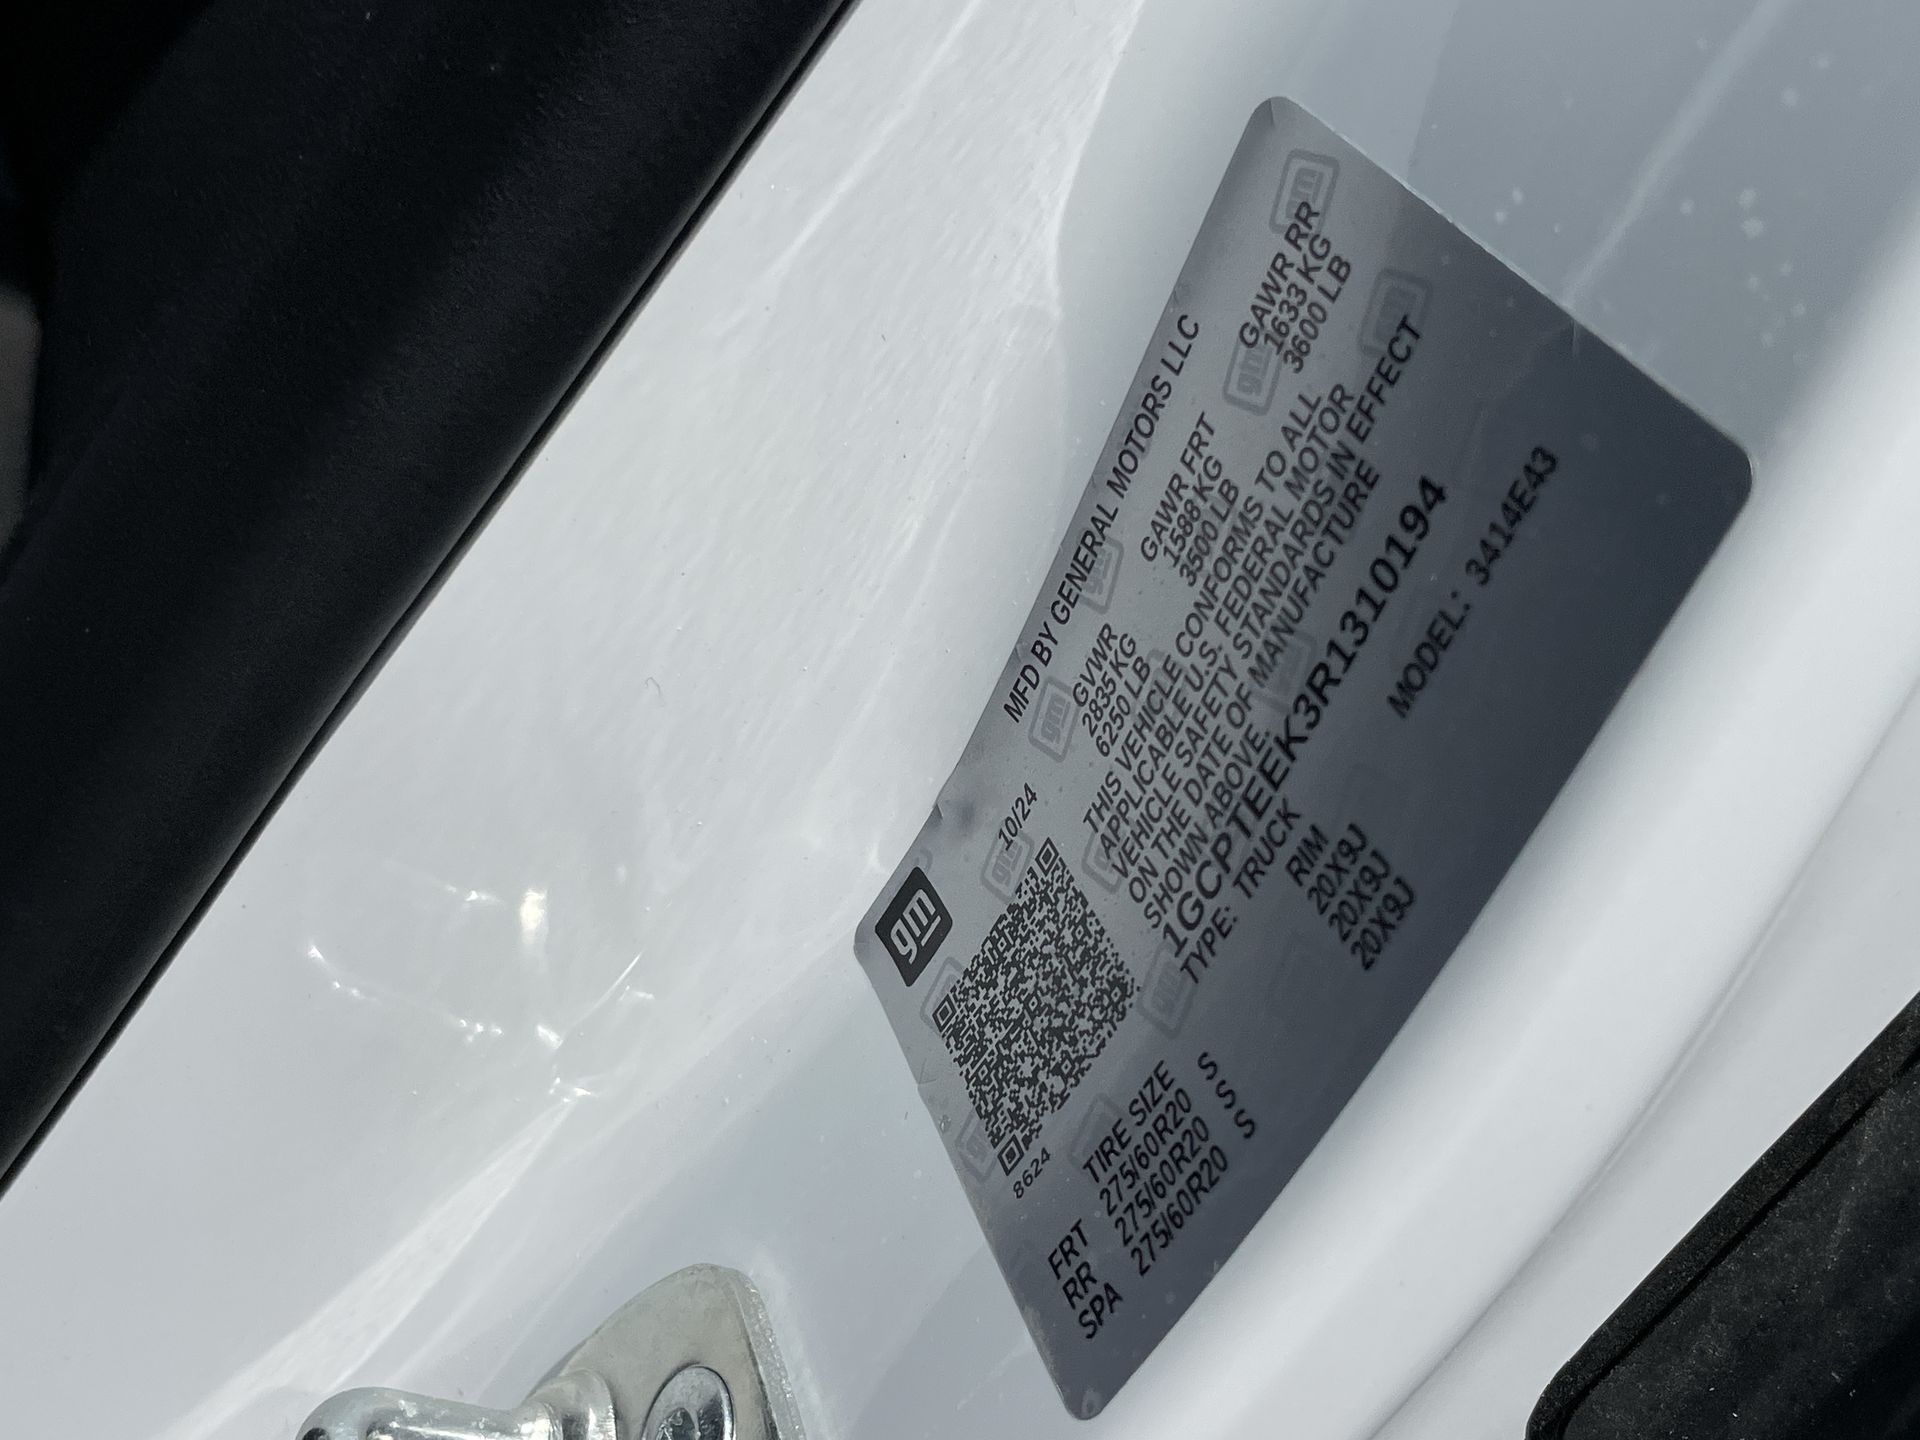 gm
MFD BY GENERAL MOTORS LLC
10/24
GVWR
2835 KG
6250 LB
GAWR FRT
1588 KG
3500 LB
GAWR RR
1633 KG
3600 LB
THIS VEHICLE CONFORMS TO ALL
APPLICABLE U.S. FEDERAL MOTOR
VEHICLE SAFETY STANDARDS IN EFFECT
ON THE DATE OF MANUFACTURE
SHOWN ABOVE.
1GCPTEEK3R1310194
TYPE: TRUCK
MODEL: 3414E43
8624
TIRE SIZE RIM
FRT 275/60R20 S 20X9J
RR 275/60R20 S 20X9J
SPA 275/60R20 S 20X9J